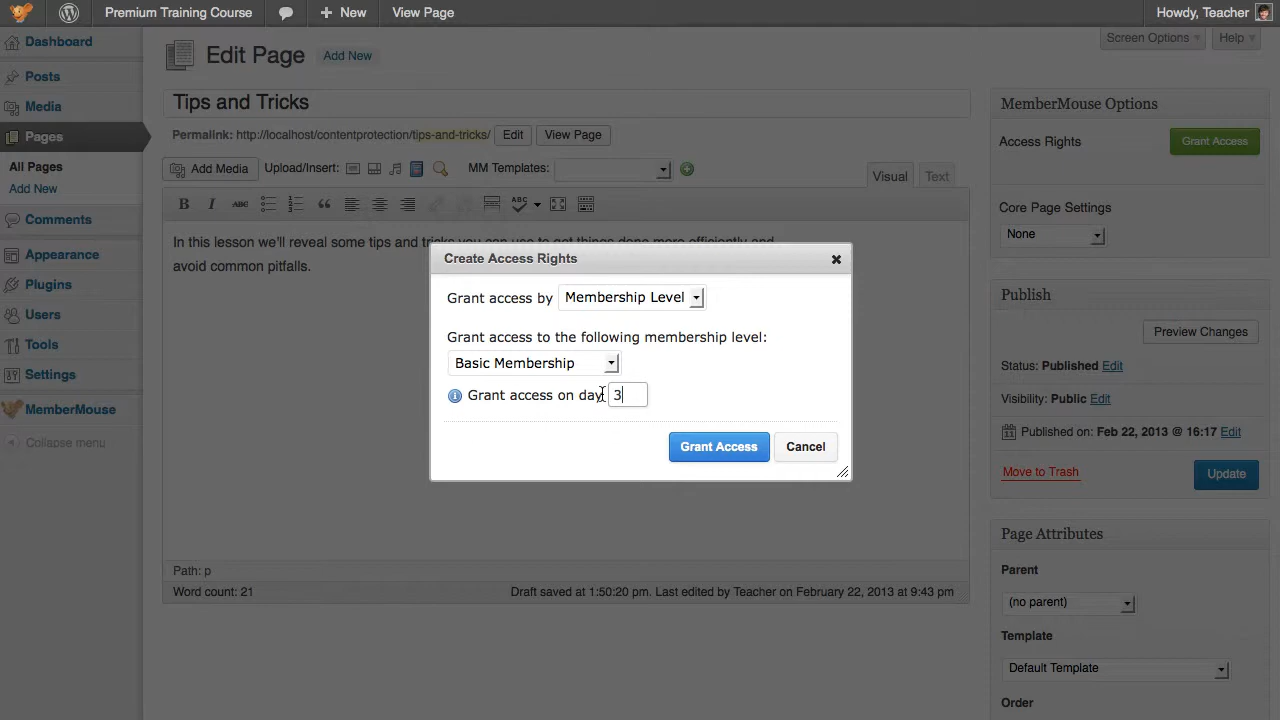 Premium Training Course
New
View Page
Howdy, Teacher
Dashboard
Posts
Media
Pages
All Pages
Add New
Comments
Appearance
Plugins
Users
Tools
Settings
MemberMouse
Collapse menu
Edit Page
Add New
Screen Options
Help
Tips and Tricks
Permalink: http://localhost/contentprotection/tips-and-tricks/
Edit
View Page
Add Media
Upload/Insert:
MM Templates:
Visual
Text
B I ABC
ABC
In this lesson we'll reveal some tips and tricks you can use to get things done more efficiently and
avoid common pitfalls.
Create Access Rights
Grant access by
Membership Level
Grant access to the following membership level:
Basic Membership
Grant access on day
3
Grant Access
Cancel
Path: p
Word count: 21
Draft saved at 1:50:20 pm. Last edited by Teacher on February 22, 2013 at 9:43 pm
MemberMouse Options
Access Rights
Grant Access
Core Page Settings
None
Publish
Preview Changes
Status: Published Edit
Visibility: Public Edit
Published on: Feb 22, 2013 @ 16:17 Edit
Move to Trash
Update
Page Attributes
Parent
(no parent)
Template
Default Template
Order